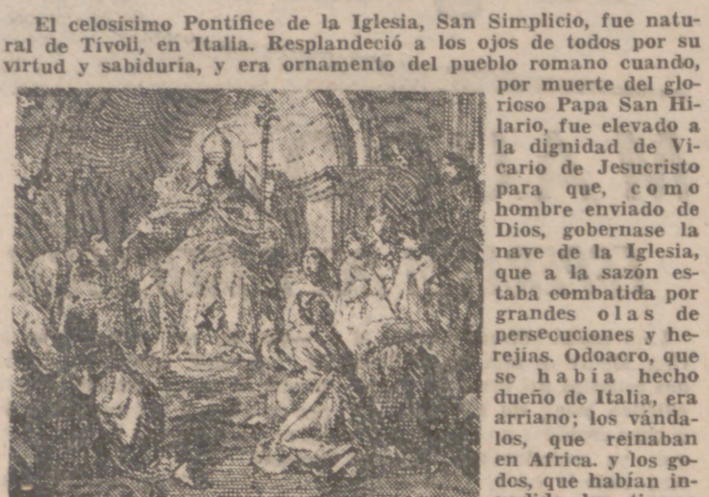 El celosísimo Pontífice de la Iglesia, San Simplicio, fue natu-
ral de Tívoli, en Italia. Resplandeció a los ojos de todos por su
virtud y sabiduría, y era ornamento del pueblo romano cuando,
por muerte del glo-
rioso Papa San Hi-
lario, fue elevado a
la dignidad de Vi-
cario de Jesucristo
para que, como
hombre enviado de
Dios, gobernase la
nave de la Iglesia,
que a la sazón es-
taba combatida por
grandes olas de
persecuciones y he-
rejías. Odoacro, que
se había hecho
dueño de Italia, era
arriano; los vánda-
los, que reinaban
en Africa. y los go-
dos, que habían in-